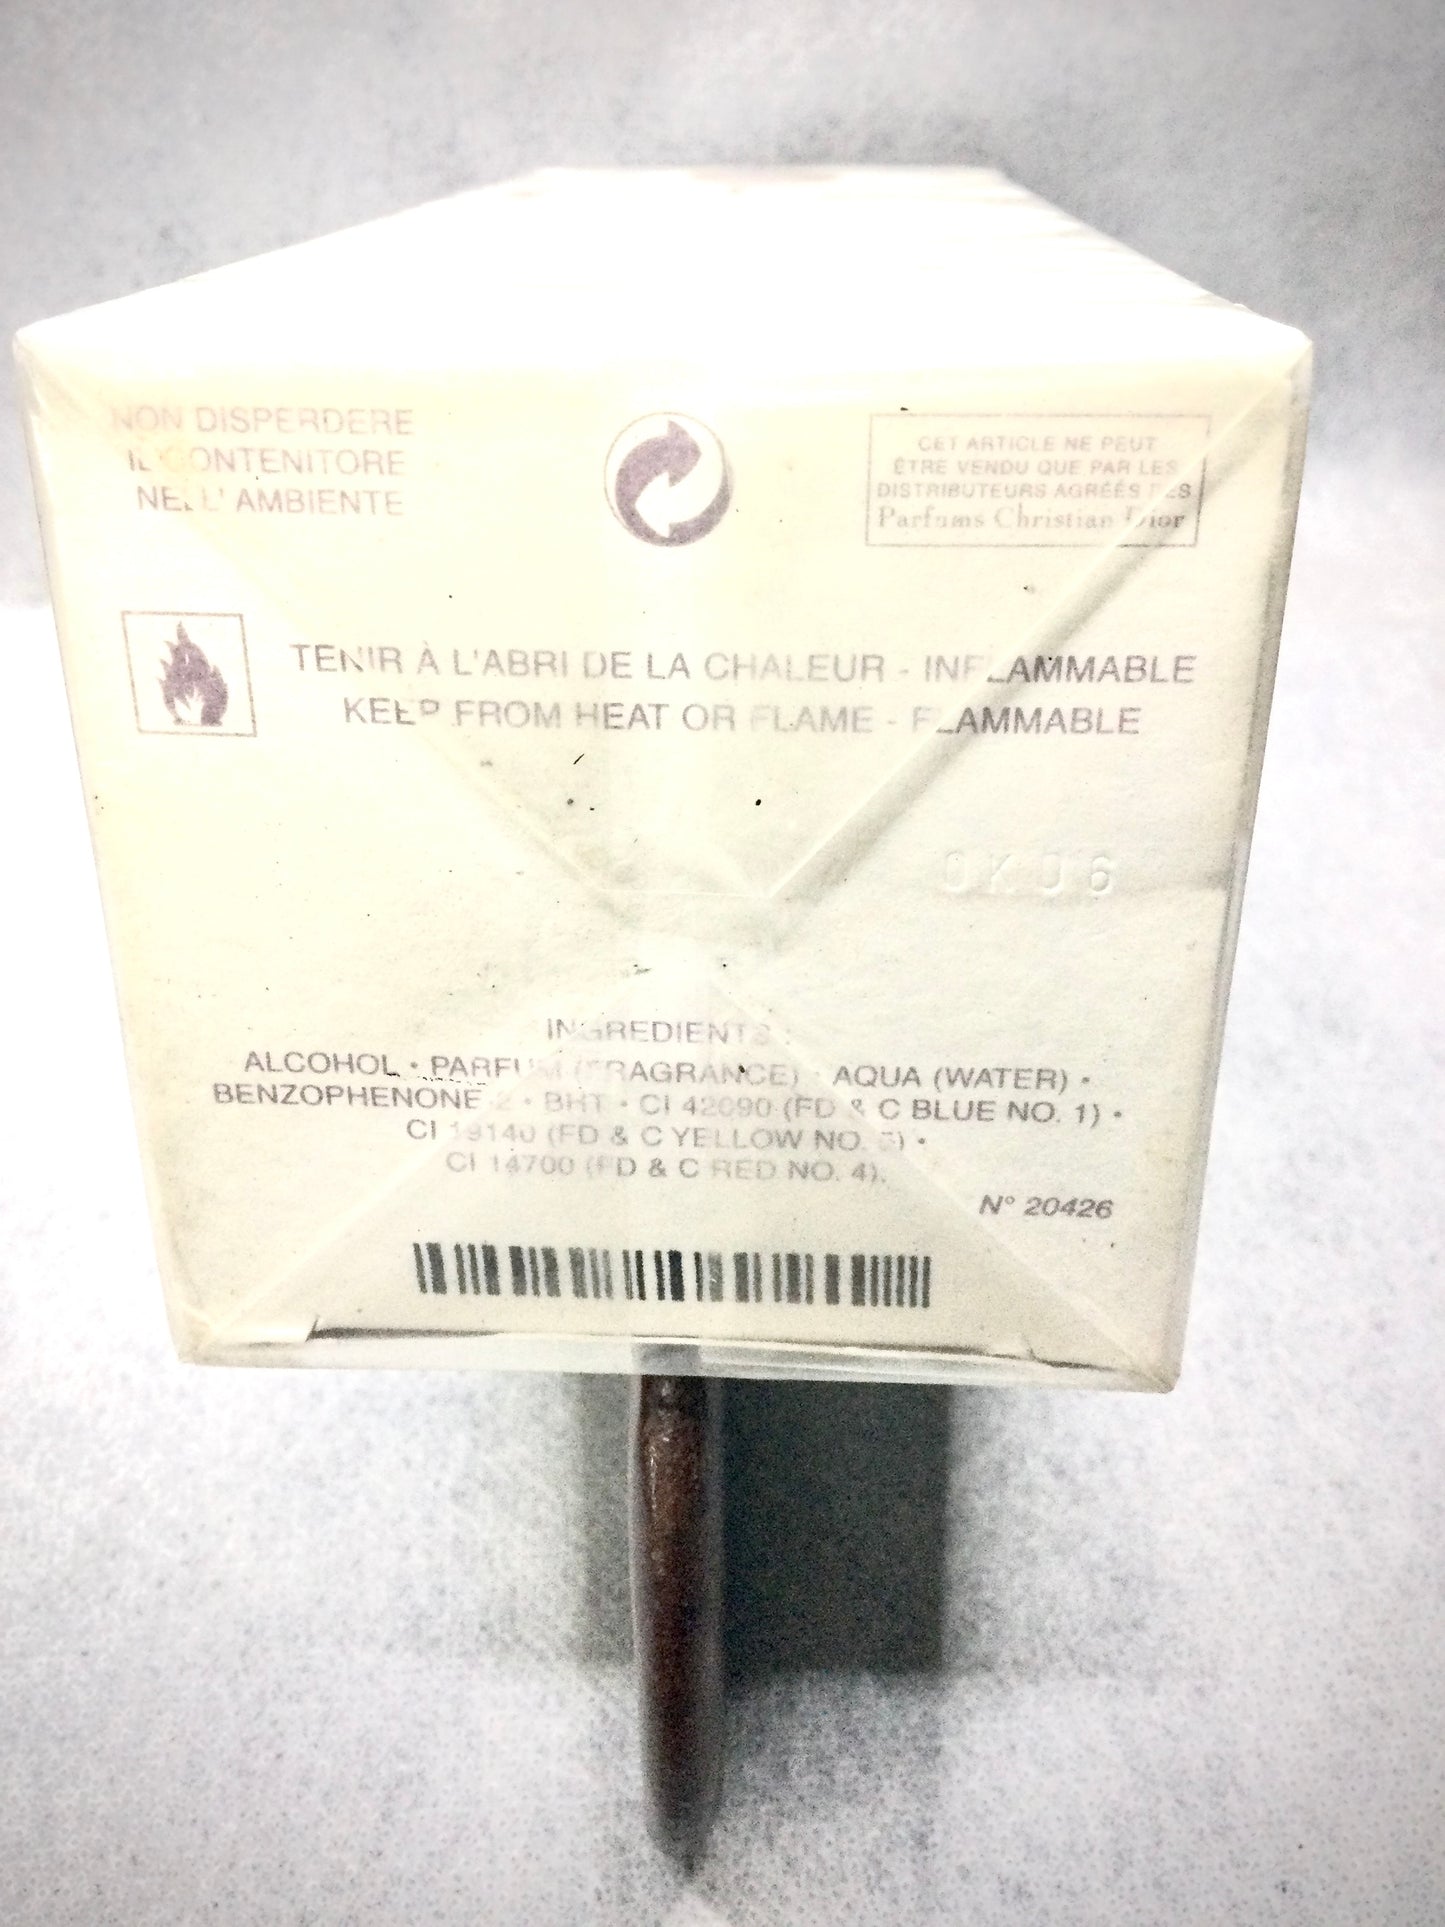 NON DISPERDERE
IL CONTENITORE
NELL' AMBIENTE
CET ARTICLE NE PEUT
ÊTRE VENDU QUE PAR LES
DISTRIBUTEURS AGRÉÉS DES
Parfums Christian Dior
TENIR À L'ABRI DE LA CHALEUR - INFLAMMABLE
KEEP FROM HEAT OR FLAME - FLAMMABLE
0K06
INGREDIENTS :
ALCOHOL • PARFUM (FRAGRANCE) • AQUA (WATER) •
BENZOPHENONE-2 • BHT • CI 42090 (FD & C BLUE NO. 1) •
CI 19140 (FD & C YELLOW NO. 5) •
CI 14700 (FD & C RED NO. 4).
N° 20426